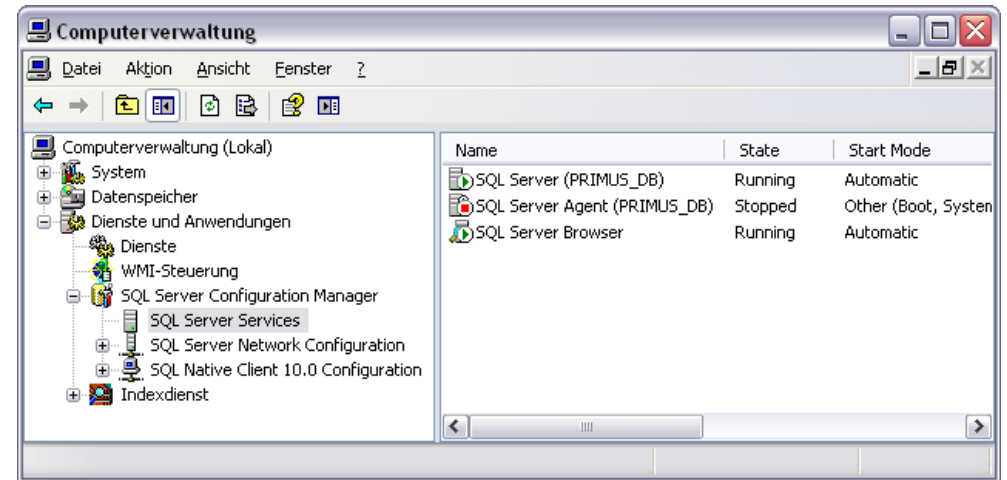 Computerverwaltung
Datei Aktion Ansicht Fenster ?
Computerverwaltung (Lokal)
System
Datenspeicher
Dienste und Anwendungen
Dienste
WMI-Steuerung
SQL Server Configuration Manager
SQL Server Services
SQL Server Network Configuration
SQL Native Client 10.0 Configuration
Indexdienst
Name State Start Mode
SQL Server (PRIMUS_DB) Running Automatic
SQL Server Agent (PRIMUS_DB) Stopped Other (Boot, System
SQL Server Browser Running Automatic